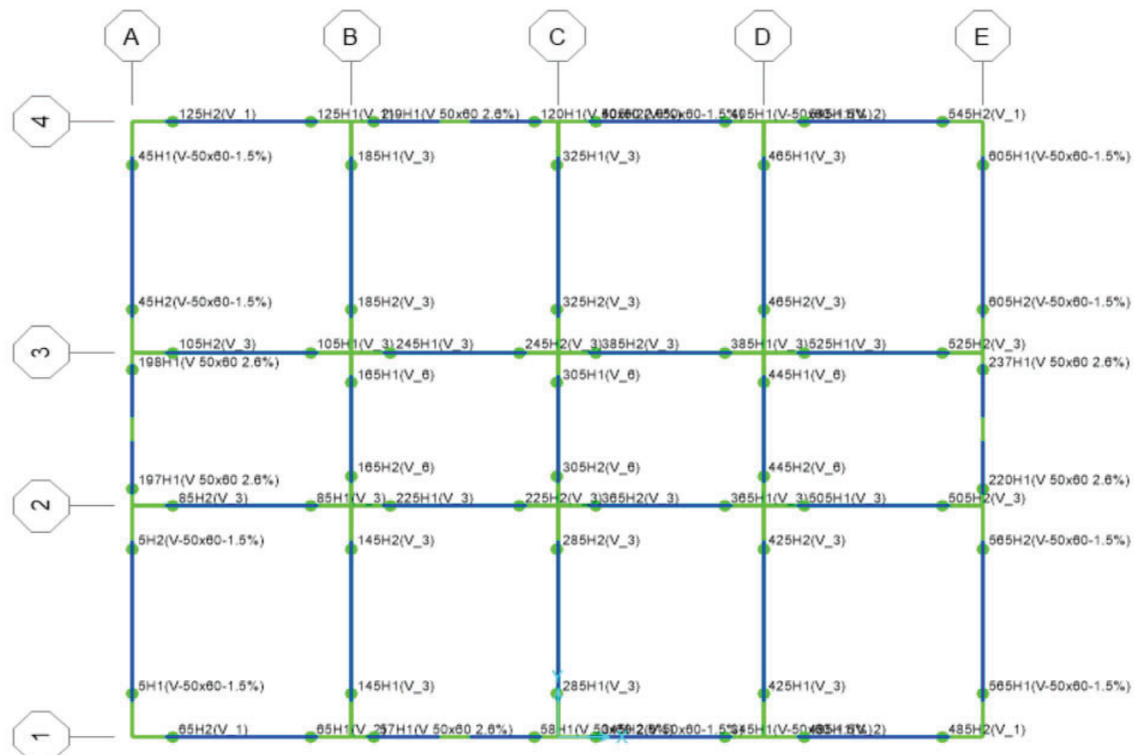 A B C D E
4
125H2(V_1) 125H1(V_ 219H1(V 50x60 2.6%) 120H1(V 545H2(V_1)
45H1(V-50x60-1.5%) 185H1(V_3) 325H1(V_3) 465H1(V_3) 605H1(V-50x60-1.5%)
45H2(V-50x60-1.5%) 185H2(V_3) 325H2(V_3) 465H2(V_3) 605H2(V-50x60-1.5%)
3
105H2(V_3) 105H1(V_3) 245H1(V_3) 245H2(V_3) 385H2(V_3) 385H1(V_3) 525H1(V_3) 525H2(V_3)
198H1(V 50x60 2.6%) 165H1(V_6) 305H1(V_6) 445H1(V_6) 237H1(V 50x60 2.6%)
197H1(V 50x60 2.6%) 165H2(V_6) 305H2(V_6) 445H2(V_6) 220H1(V 50x60 2.6%)
2
85H2(V_3) 85H1(V_3) 225H1(V_3) 225H2(V_3) 365H2(V_3) 365H1(V_3) 505H1(V_3) 505H2(V_3)
5H2(V-50x60-1.5%) 145H2(V_3) 285H2(V_3) 425H2(V_3) 565H2(V-50x60-1.5%)
5H1(V-50x60-1.5%) 145H1(V_3) 285H1(V_3) 425H1(V_3) 565H1(V-50x60-1.5%)
1
65H2(V_1) 65H1(V_ 57H1(V 50x60 2.6%) 58H1(V 485H2(V_1)
X